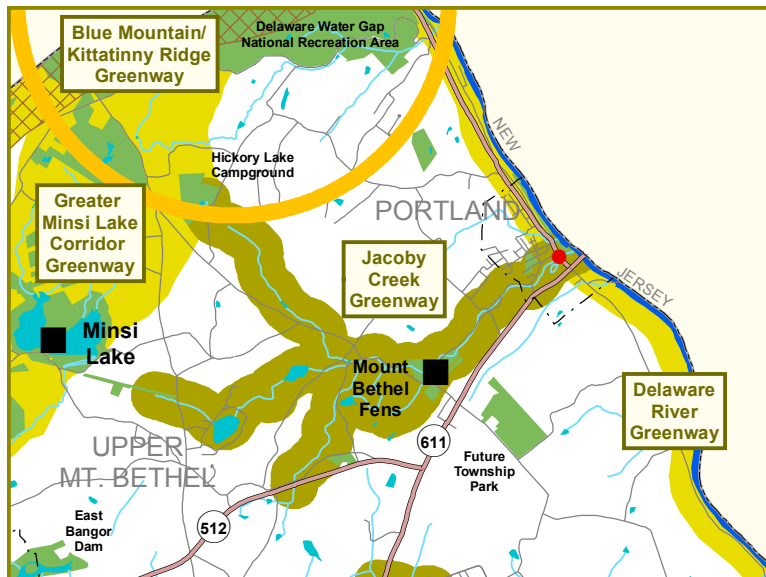 Blue Mountain/
Kittatinny Ridge
Greenway
Delaware Water Gap
National Recreation Area
NEW
Hickory Lake
Campground
Greater
Minsi Lake
Corridor
Greenway
PORTLAND
Jacoby
Creek
Greenway
JERSEY
Minsi
Lake
Mount
Bethel
Fens
Delaware
River
Greenway
UPPER
MT. BETHEL
611
Future
Township
Park
512
East
Bangor
Dam